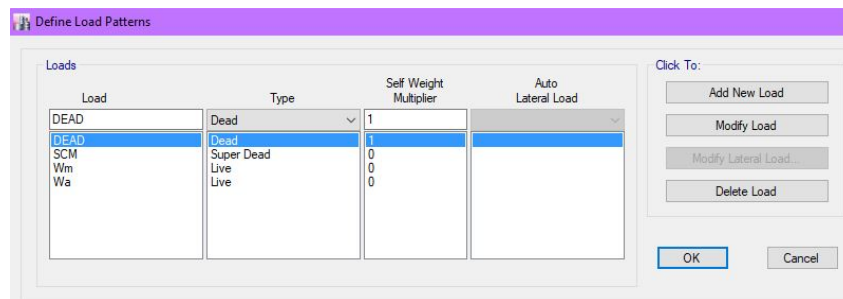 Define Load Patterns
Loads
Click To:
Load Type Self Weight Multiplier Auto Lateral Load
DEAD Dead 1
DEAD Dead 1
SCM Super Dead 0
Wm Live 0
Wa Live 0
Add New Load
Modify Load
Modify Lateral Load...
Delete Load
OK Cancel